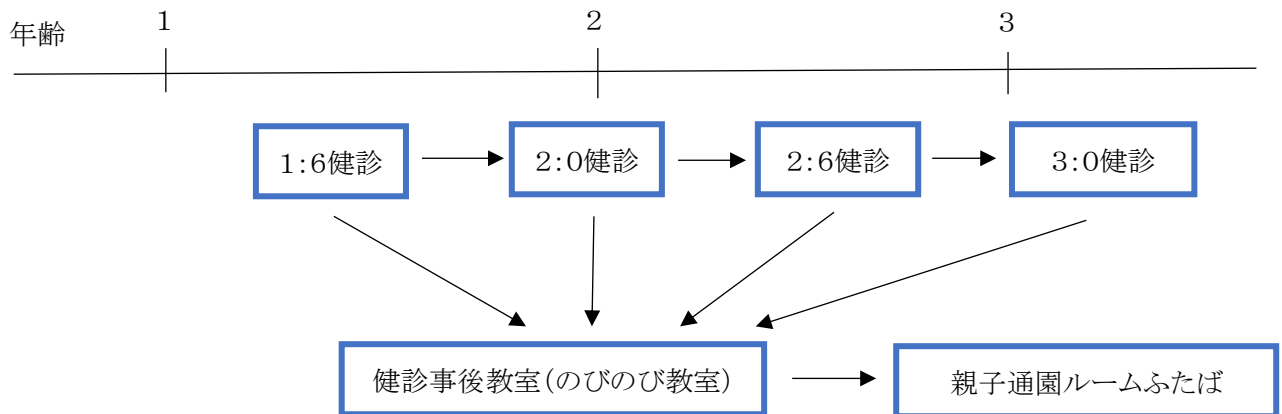 年齢
1
2
3
1:6健診
2:0健診
2:6健診
3:0健診
健診事後教室(のびのび教室)
親子通園ルームふたば